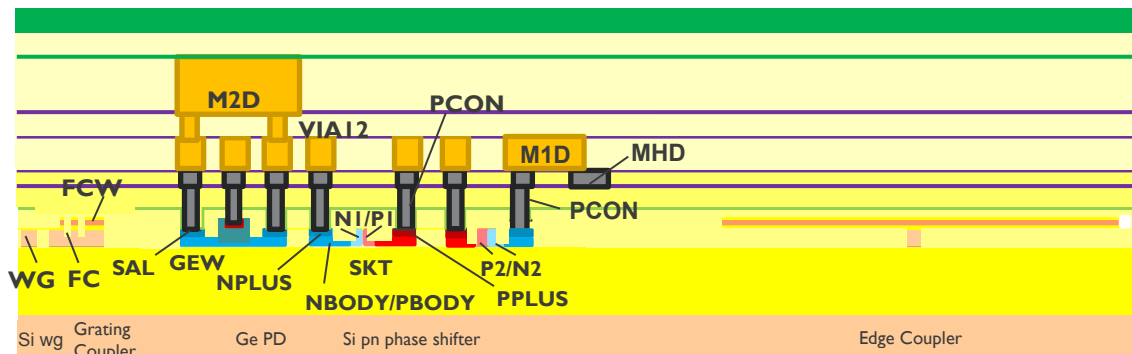 M2D
PCON
VIA12
M1D
MHD
FCW
PCON
N1/P1
WG
FC
SAL
GEW
NPLUS
SKT
P2/N2
NBODY/PBODY
PPLUS
Si wg
Grating
Coupler
Ge PD
Si pn phase shifter
Edge Coupler